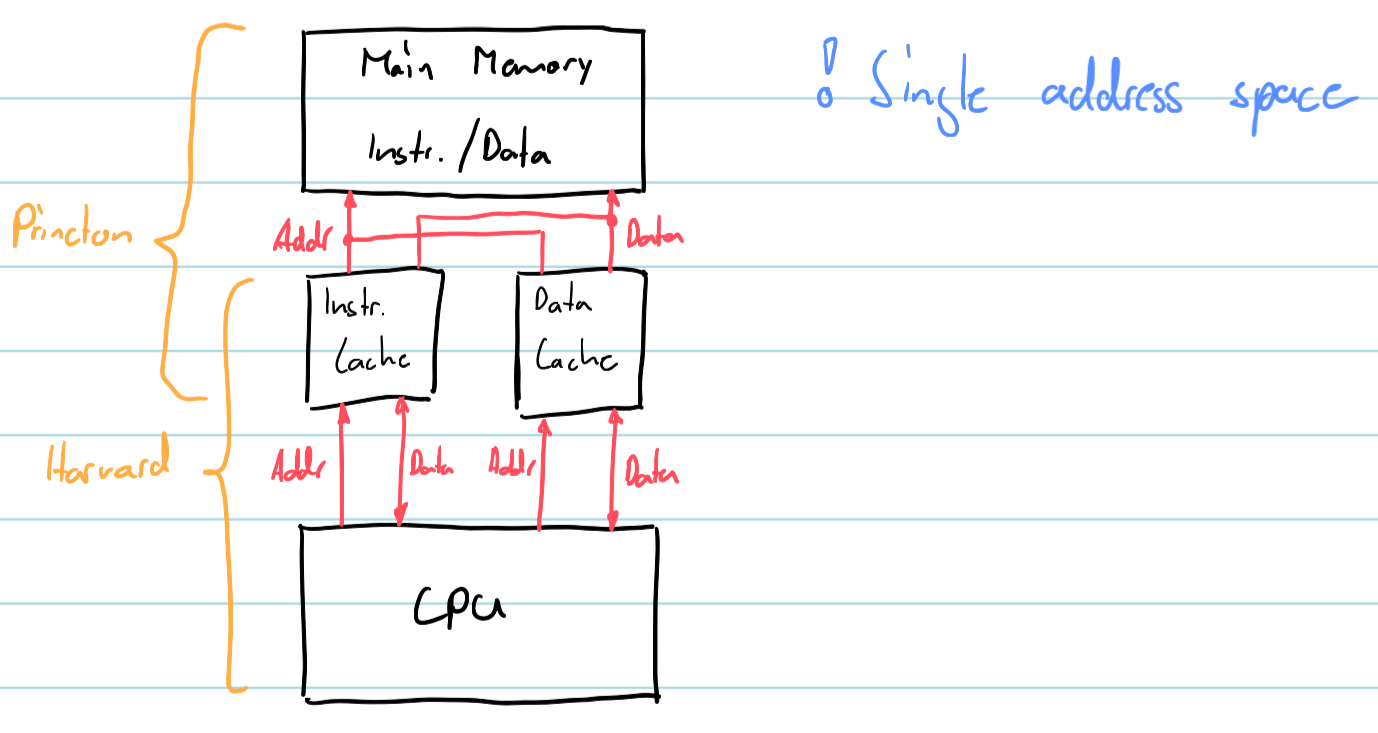 Main Memory
Instr./Data
! Single address space
Princton
Addr
Data
Instr.
Cache
Data
Cache
Harvard
Addr
Data
Addr
Data
CPU